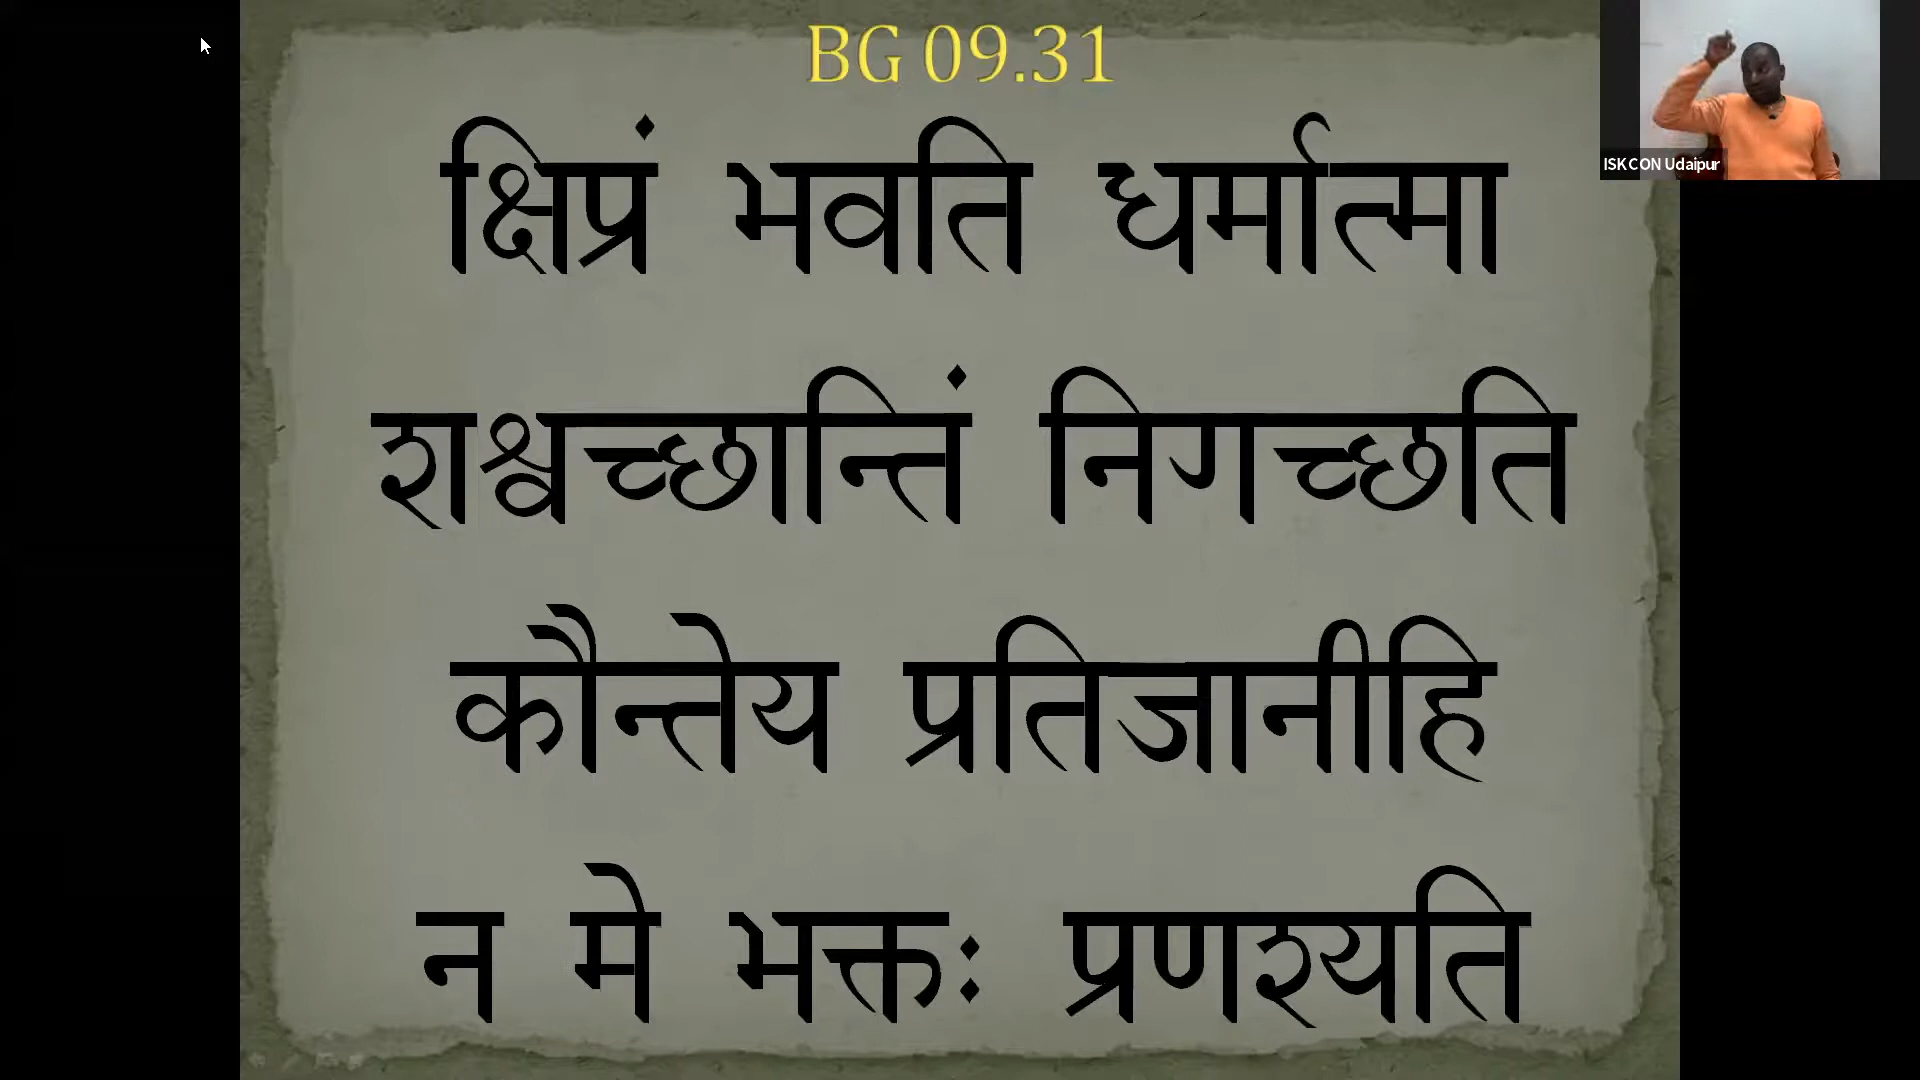 BG 09.31
ISKCON Udaipur
क्षिप्रं भवति धर्मात्मा
शश्वच्छान्तिं निगच्छति
कौन्तेय प्रतिजानीहि
न मे भक्तः प्रणश्यति